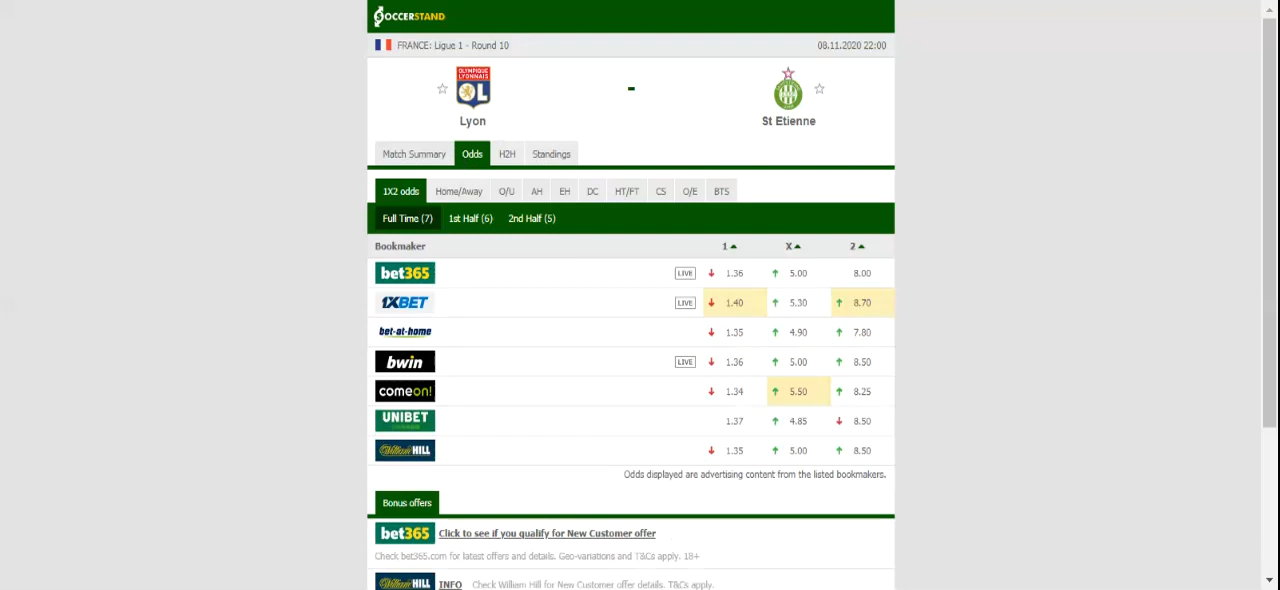 SOCCERSTAND
FRANCE: Ligue 1 - Round 10 08.11.2020 22:00
OLYMPIQUE
LYONNAIS
OL
-
Lyon St Etienne
Match Summary Odds H2H Standings
1X2 odds Home/Away O/U AH EH DC HT/FT CS O/E BTS
Full Time (7) 1st Half (6) 2nd Half (5)
Bookmaker 1 X 2
bet365 LIVE 1.36 5.00 8.00
1XBET LIVE 1.40 5.30 8.70
bet-at-home 1.35 4.90 7.80
bwin LIVE 1.36 5.00 8.50
comeon! 1.34 5.50 8.25
UNIBET 1.37 4.85 8.50
William HILL 1.35 5.00 8.50
Odds displayed are advertising content from the listed bookmakers.
Bonus offers
bet365 Click to see if you qualify for New Customer offer
Check bet365.com for latest offers and details. Geo-variations and T&Cs apply. 18+
William HILL INFO Check William Hill for New Customer offer details. T&Cs apply.